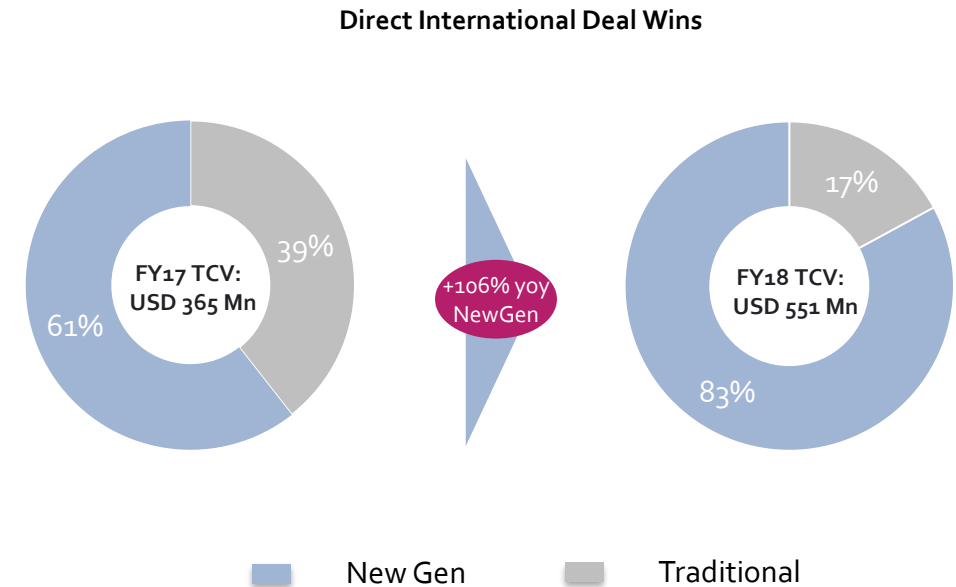 Direct International Deal Wins
39%
FY17 TCV:
USD 365 Mn
61%
+106% yoy
NewGen
17%
FY18 TCV:
USD 551 Mn
83%
New Gen
Traditional